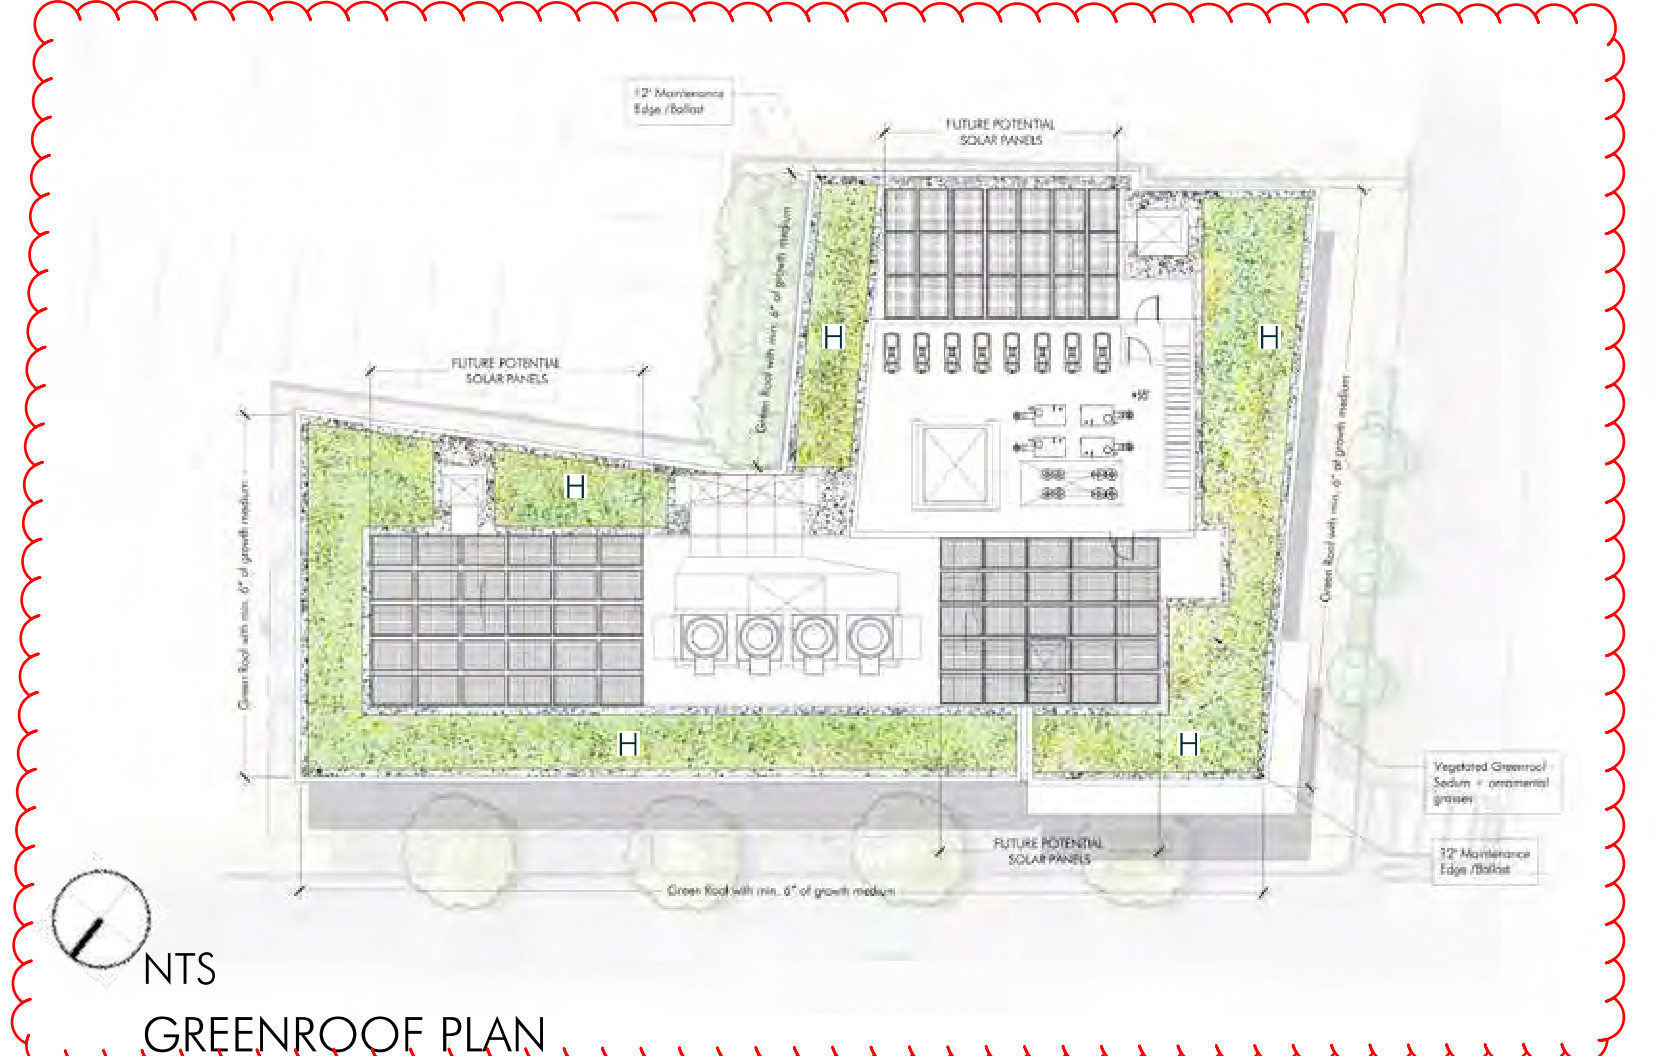 12" Maintenance
Edge /Ballast
FUTURE POTENTIAL
SOLAR PANELS
Green Roof with min. 6" of growth medium
H
H
FUTURE POTENTIAL
SOLAR PANELS
Green Roof with min. 6" of growth medium
H
Green Roof with min. 6" of growth medium
H
H
Vegetated Greenroof
Sedum + ornamental
grasses
FUTURE POTENTIAL
SOLAR PANELS
12" Maintenance
Edge /Ballast
Green Roof with min. 6" of growth medium
NTS
GREENROOF PLAN